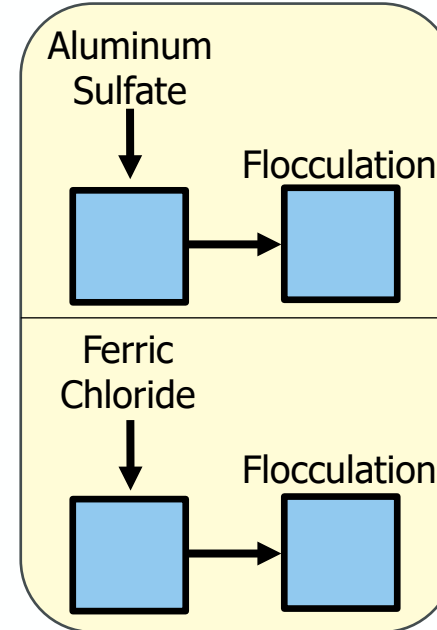 Aluminum
Sulfate
Flocculation
Ferric
Chloride
Flocculation